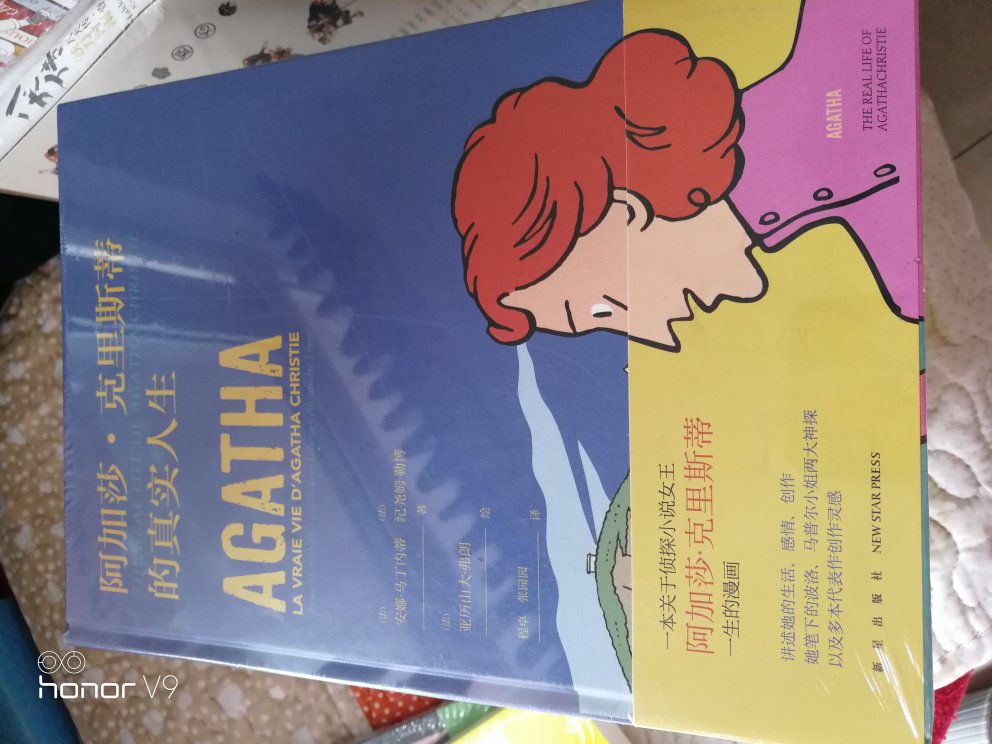 阿加莎·克里斯蒂
的真实人生
AGATHA
LA VRAIE VIE D'AGATHA CHRISTIE
(法)
安娜·马丁内蒂 纪尧姆·勒博
著
(法)
亚历山大·弗朗
绘
程卓 张园园
译
一本关于侦探小说女王
阿加莎·克里斯蒂
一生的漫画
讲述她的生活、感情、创作
她笔下的波洛、马普尔小姐两大神探
以及多本代表作创作灵感
新星出版社 NEW STAR PRESS
AGATHA
THE REAL LIFE OF
AGATHACHRISTIE
honor V9